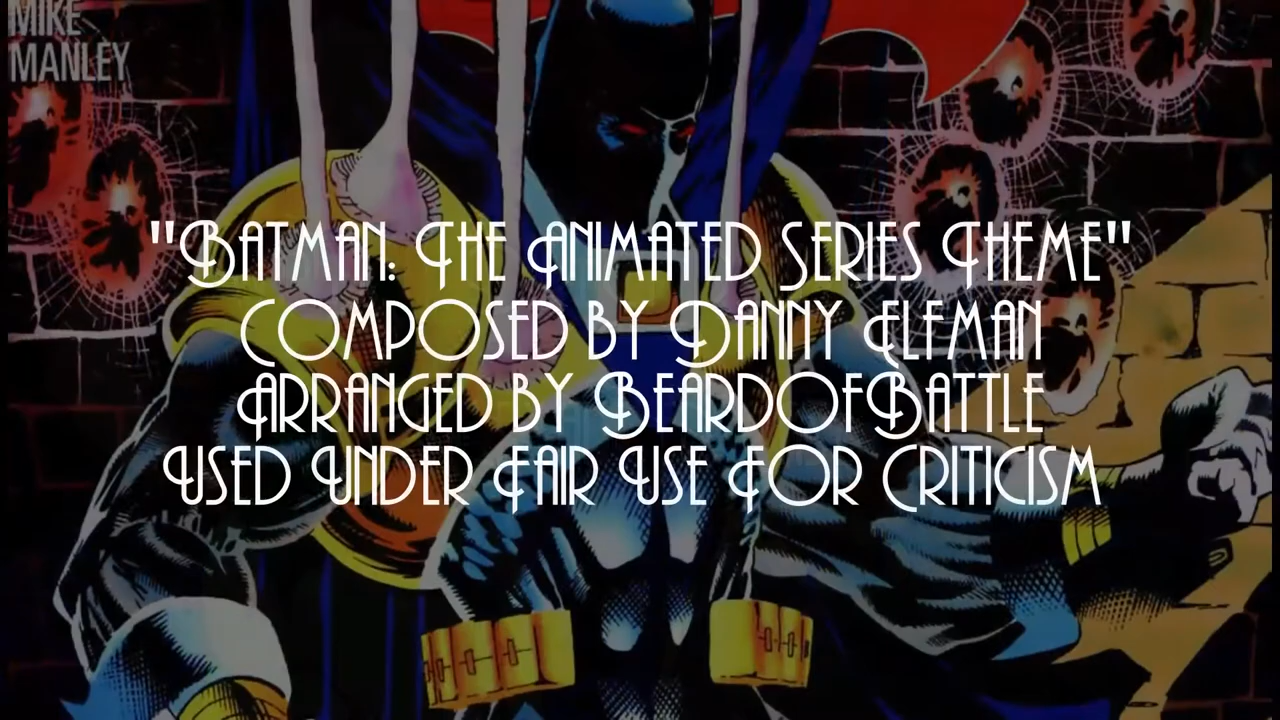 MIKE
MANLEY
"Batman: The Animated Series Theme"
Composed by Danny Elfman
Arranged by BeardofBattle
Used Under Fair Use For Criticism